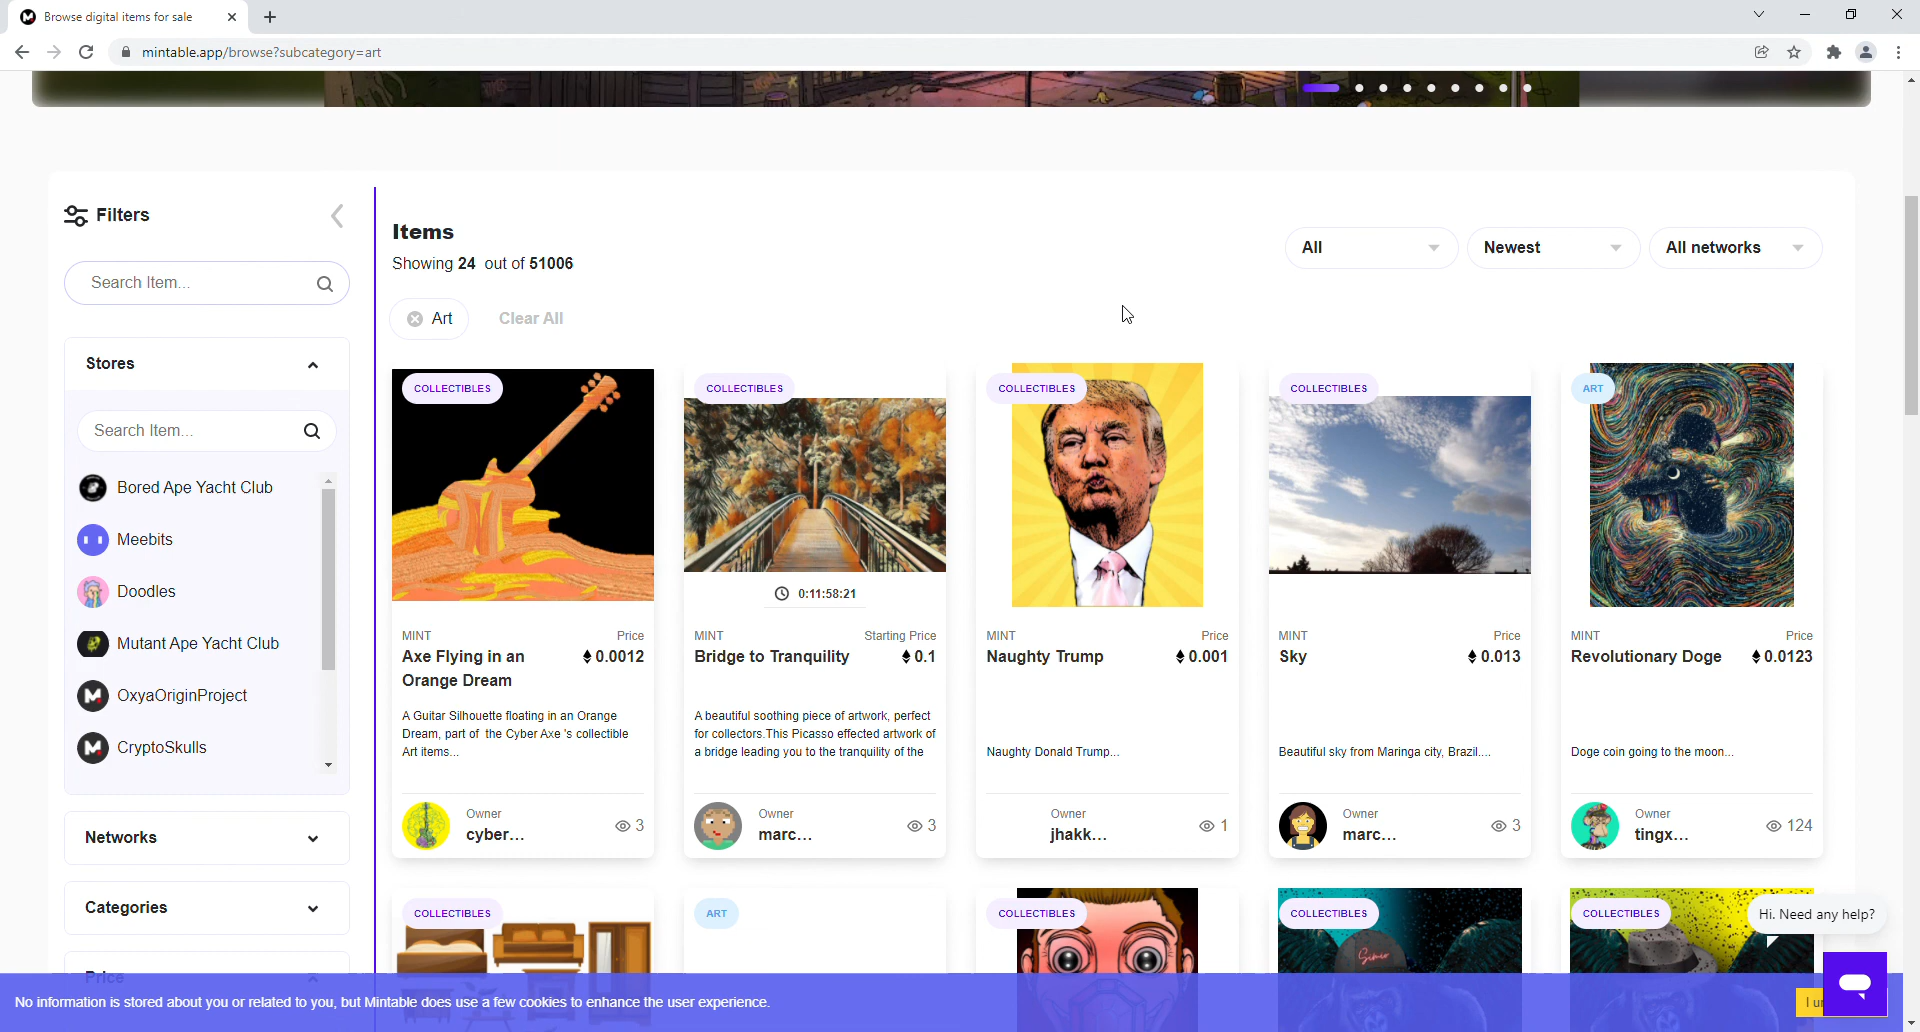 Browse digital items for sale
mintable.app/browse?subcategory=art
Filters
Search Item...
Stores
Search Item...
Bored Ape Yacht Club
Meebits
Doodles
Mutant Ape Yacht Club
OxyaOriginProject
CryptoSkulls
Networks
Categories
Price
Items
Showing 24 out of 51006
All
Newest
All networks
Art
Clear All
COLLECTIBLES
MINT
Price
Axe Flying in an
Orange Dream
0.0012
A Guitar Silhouette floating in an Orange
Dream, part of the Cyber Axe 's collectible
Art items...
Owner
cyber...
3
COLLECTIBLES
0:11:58:21
MINT
Starting Price
Bridge to Tranquility
0.1
A beautiful soothing piece of artwork, perfect
for collectors.This Picasso effected artwork of
a bridge leading you to the tranquility of the
Owner
marc...
3
COLLECTIBLES
MINT
Price
Naughty Trump
0.001
Naughty Donald Trump...
Owner
jhakk...
1
COLLECTIBLES
MINT
Price
Sky
0.013
Beautiful sky from Maringa city, Brazil....
Owner
marc...
3
ART
MINT
Price
Revolutionary Doge
0.0123
Doge coin going to the moon...
Owner
tingx...
124
COLLECTIBLES
ART
COLLECTIBLES
COLLECTIBLES
Simio
COLLECTIBLES
Hi. Need any help?
No information is stored about you or related to you, but Mintable does use a few cookies to enhance the user experience.